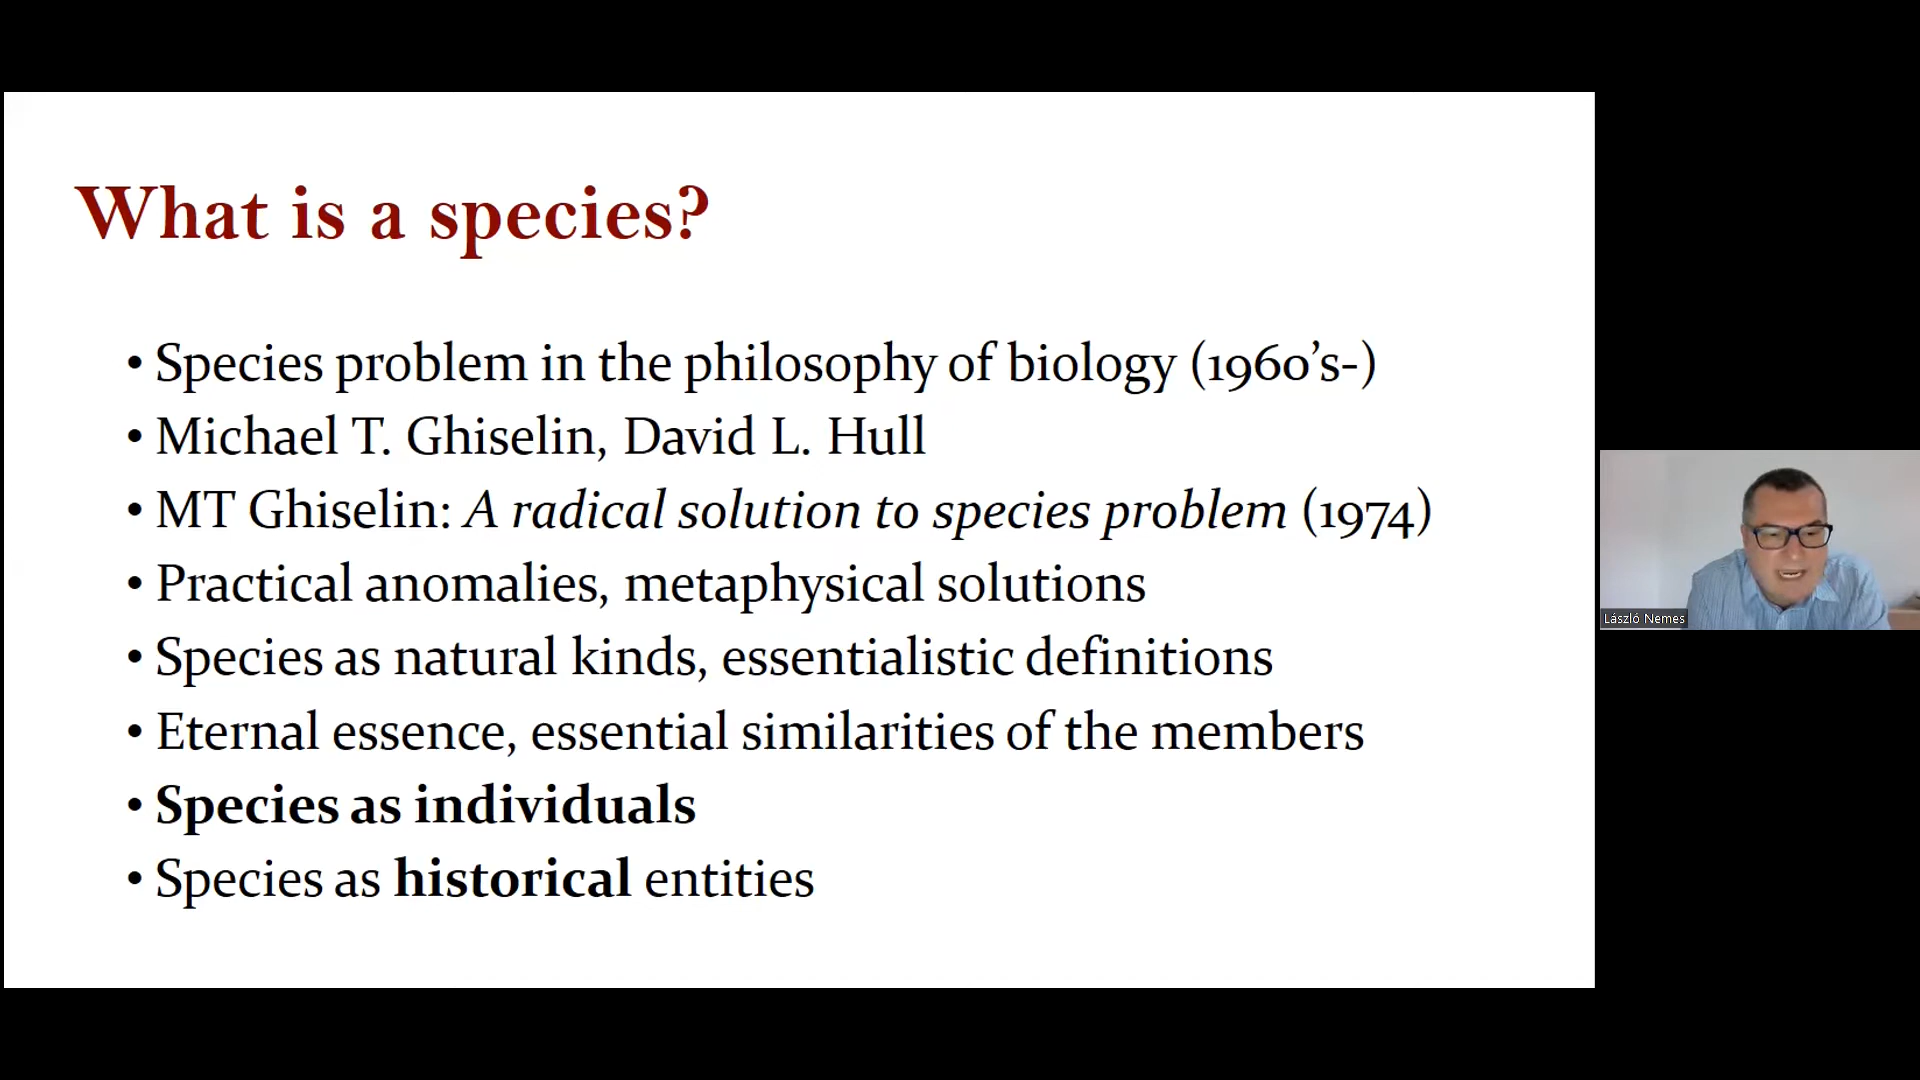 What is a species?
• Species problem in the philosophy of biology (1960’s-)
• Michael T. Ghiselin, David L. Hull
• MT Ghiselin: A radical solution to species problem (1974)
• Practical anomalies, metaphysical solutions
• Species as natural kinds, essentialistic definitions
• Eternal essence, essential similarities of the members
• Species as individuals
• Species as historical entities
László Nemes